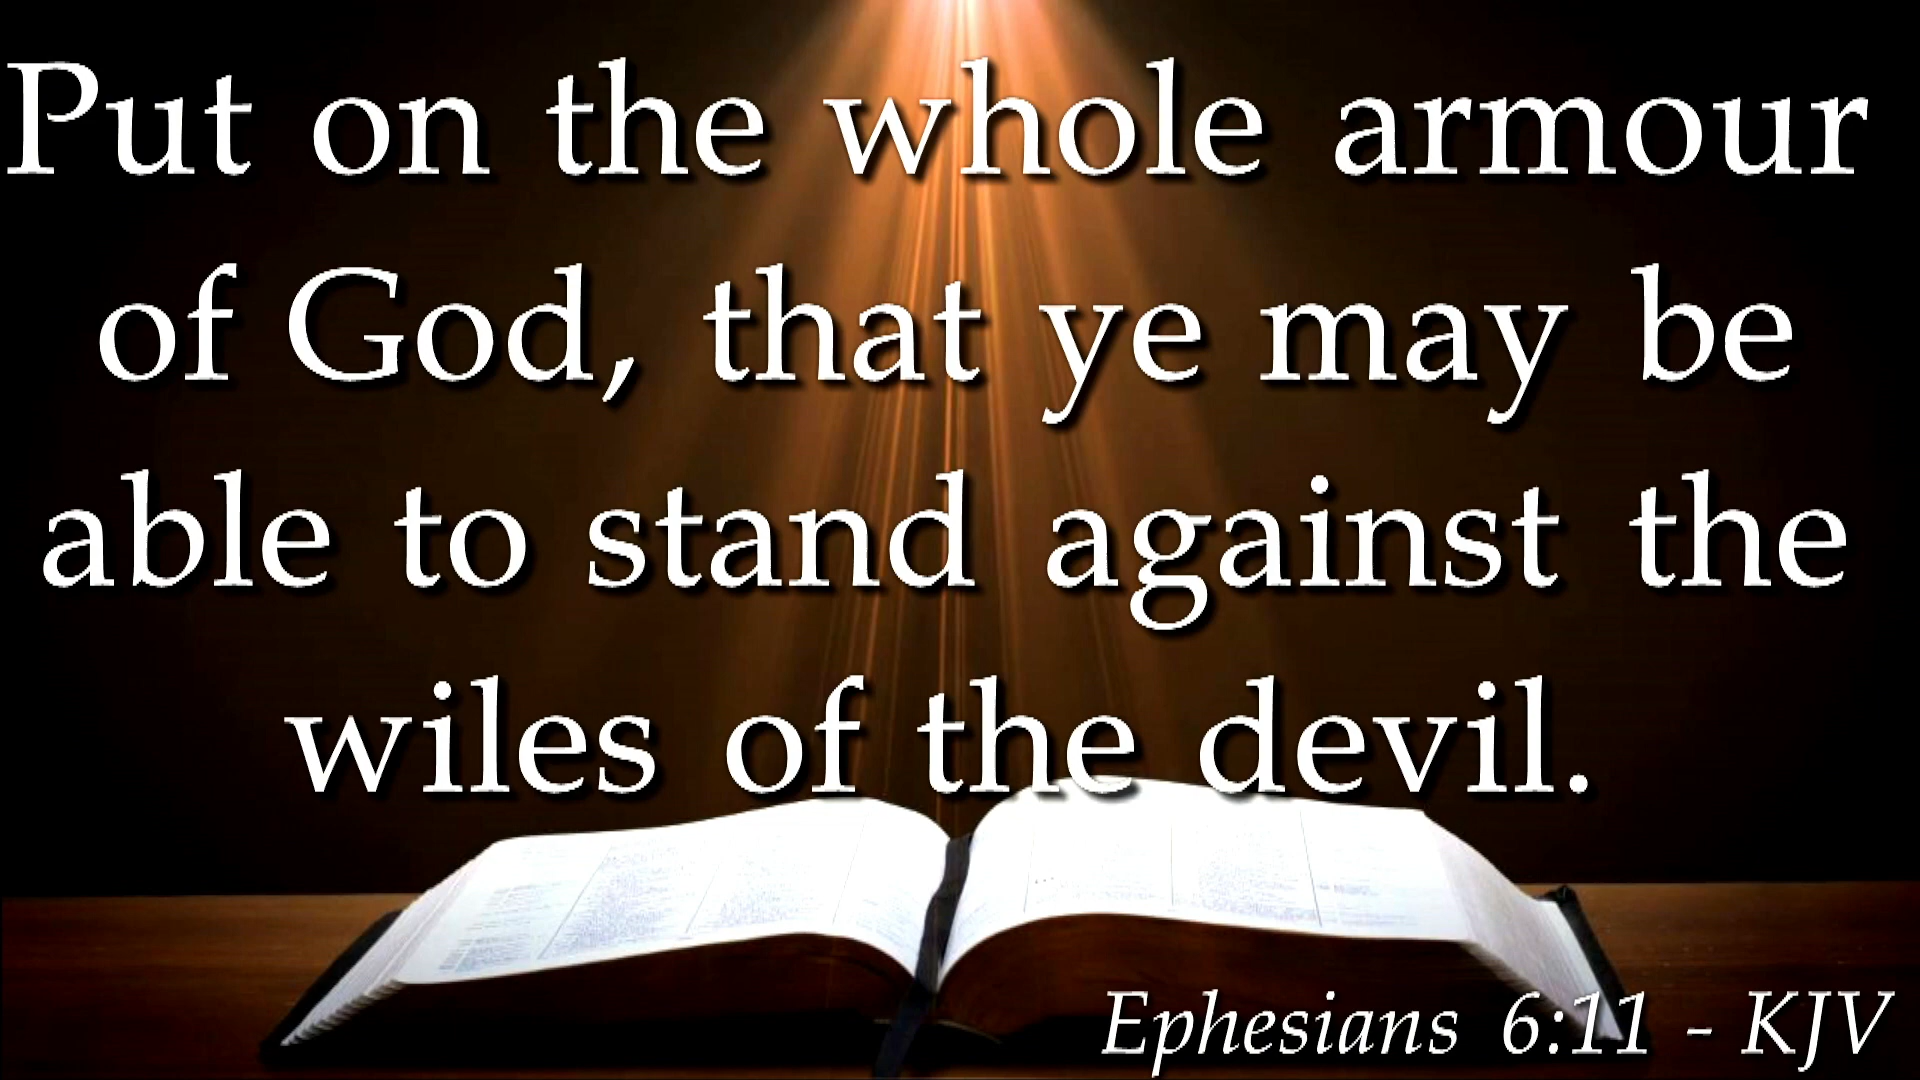 Put on the whole armour
of God, that ye may be
able to stand against the
wiles of the devil.
Ephesians 6:11 - KJV